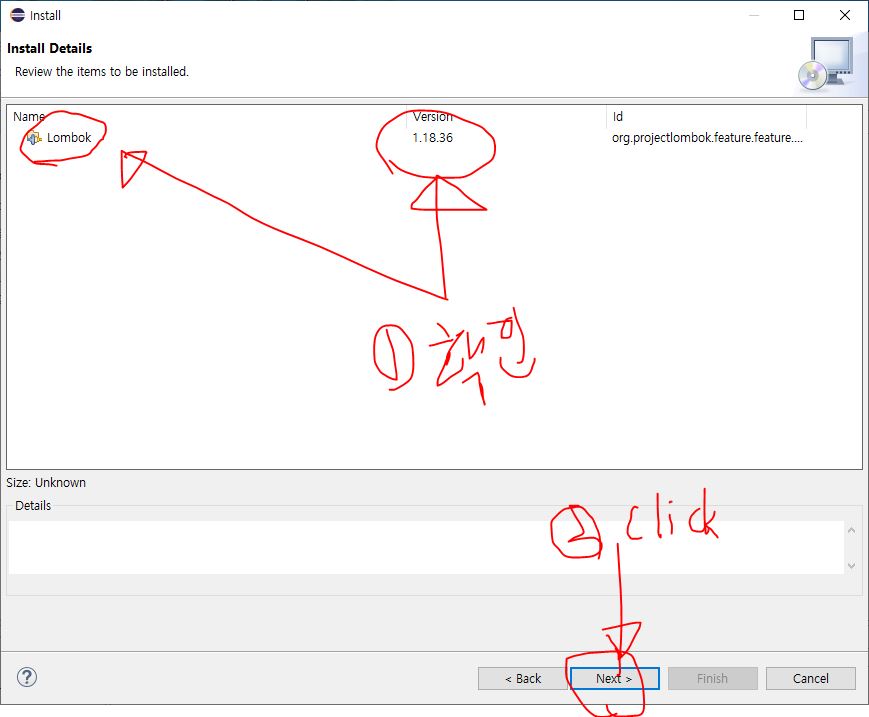 Install
Install Details
Review the items to be installed.
Name Version Id
Lombok 1.18.36 org.projectlombok.feature.feature....
① 확인
Size: Unknown
Details
② click
? < Back Next > Finish Cancel